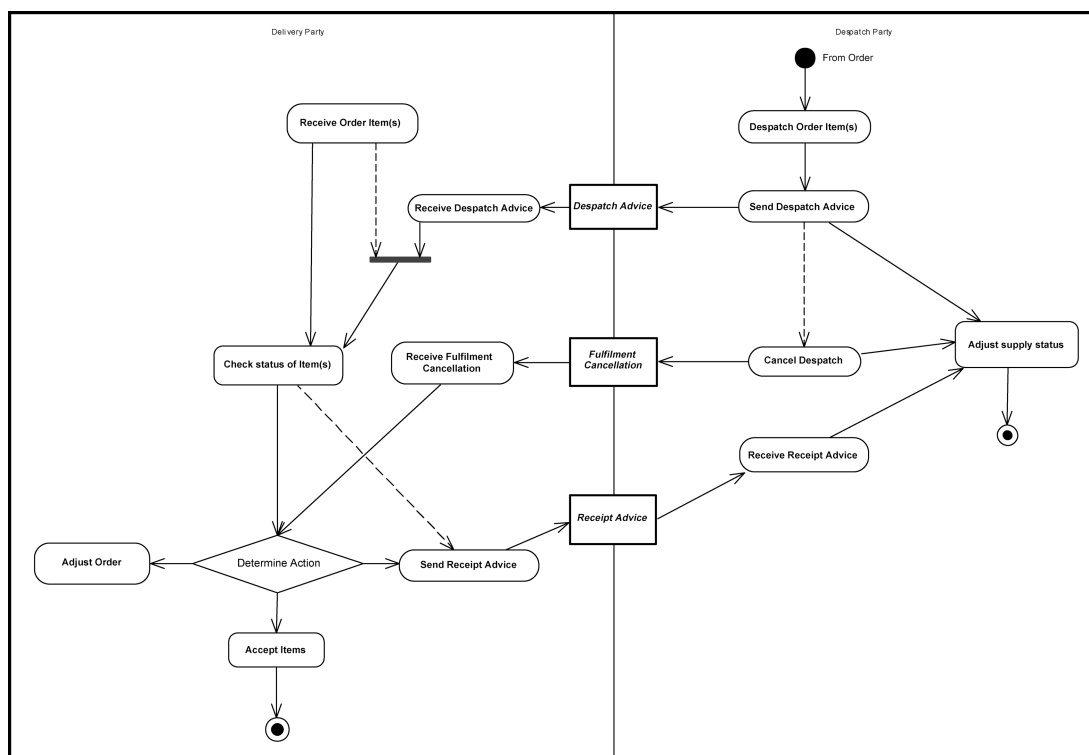 Delivery Party
Despatch Party
From Order
Receive Order Item(s)
Despatch Order Item(s)
Receive Despatch Advice
Despatch Advice
Send Despatch Advice
Check status of Item(s)
Receive Fulfilment
Cancellation
Fulfilment
Cancellation
Cancel Despatch
Adjust supply status
Receive Receipt Advice
Receipt Advice
Adjust Order
Determine Action
Send Receipt Advice
Accept Items